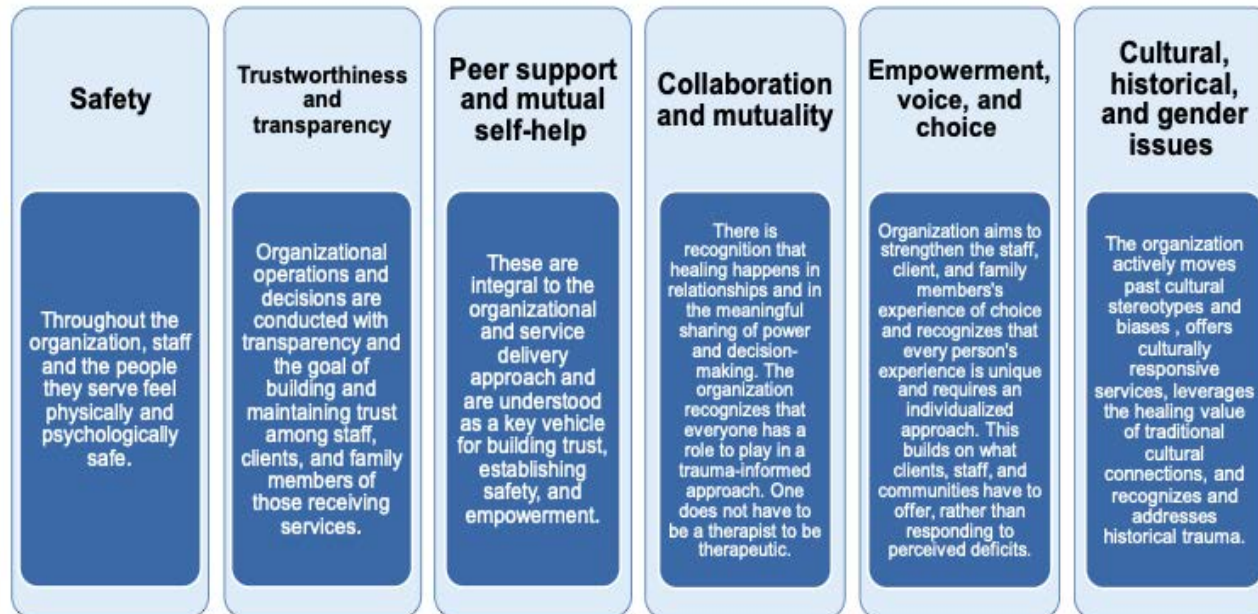 Safety
Throughout the
organization, staff
and the people
they serve feel
physically and
psychologically
safe.
Trustworthiness
and
transparency
Organizational
operations and
decisions are
conducted with
transparency and
the goal of
building and
maintaining trust
among staff,
clients, and family
members of
those receiving
services.
Peer support
and mutual
self-help
These are
integral to the
organizational
and service
delivery
approach and
are understood
as a key vehicle
for building trust,
establishing
safety, and
empowerment.
Collaboration
and mutuality
There is
recognition that
healing happens in
relationships and in
the meaningful
sharing of power
and decision-
making. The
organization
recognizes that
everyone has a
role to play in a
trauma-informed
approach. One
does not have to
be a therapist to be
therapeutic.
Empowerment,
voice, and
choice
Organization aims to
strengthen the staff,
client, and family
members's
experience of choice
and recognizes that
every person's
experience is unique
and requires an
individualized
approach. This
builds on what
clients, staff, and
communities have to
offer, rather than
responding to
perceived deficits.
Cultural,
historical,
and gender
issues
The organization
actively moves
past cultural
stereotypes and
biases , offers
culturally
responsive
services, leverages
the healing value
of traditional
cultural
connections, and
recognizes and
addresses
historical trauma.